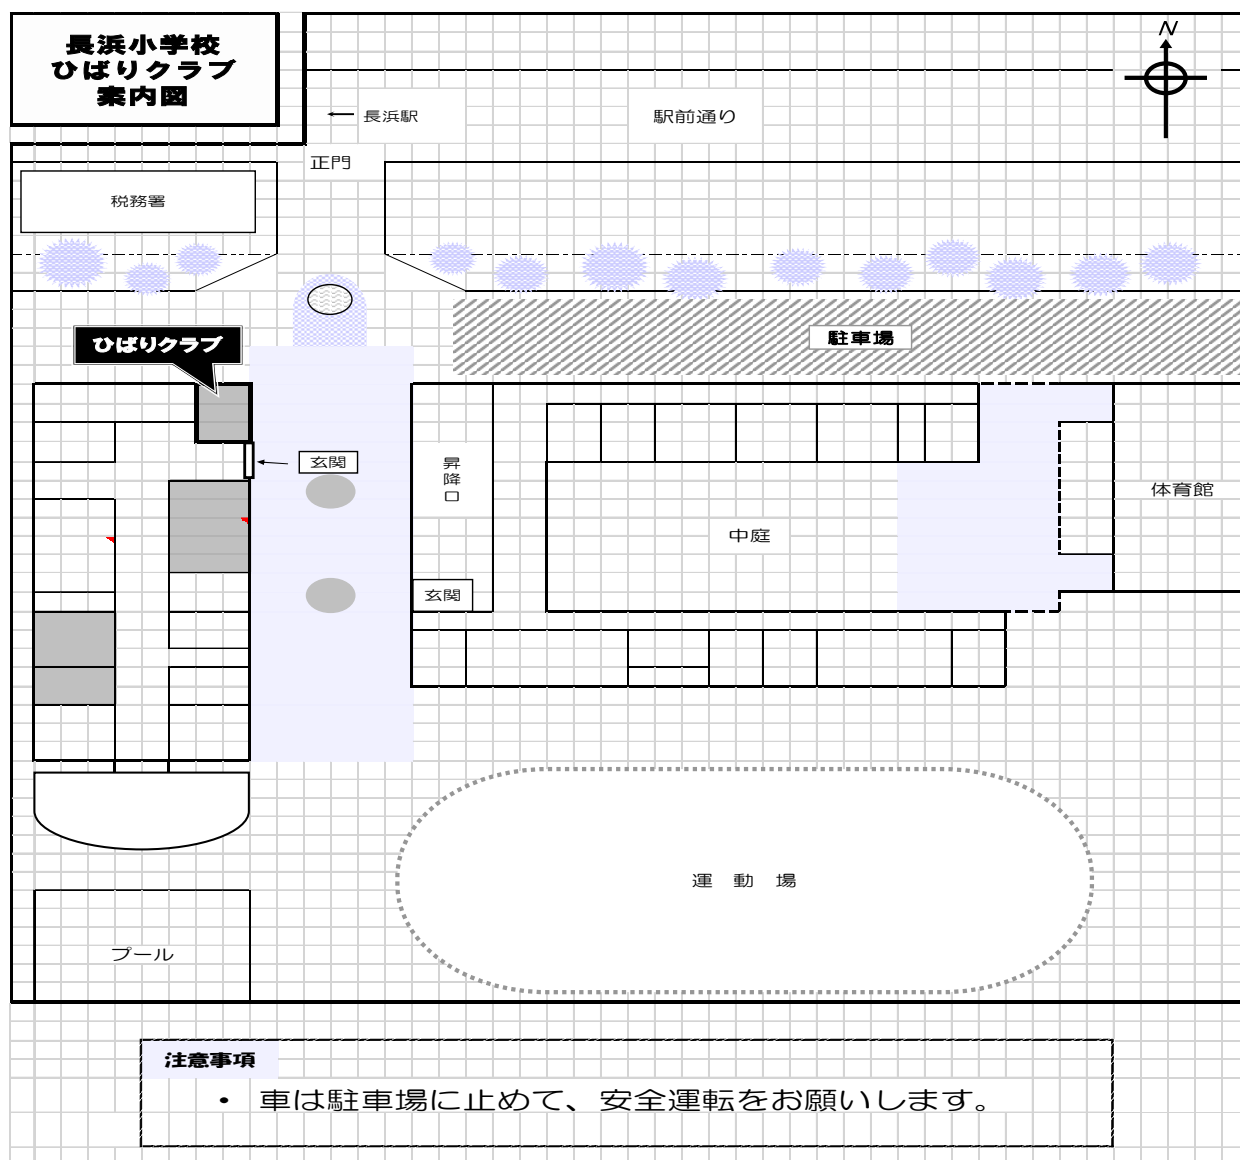 長浜小学校
ひばりクラブ
案内図
N
← 長浜駅
駅前通り
正門
税務署
駐車場
ひばりクラブ
玄関
昇降口
体育館
中庭
玄関
運 動 場
プール
注意事項
・ 車は駐車場に止めて、安全運転をお願いします。